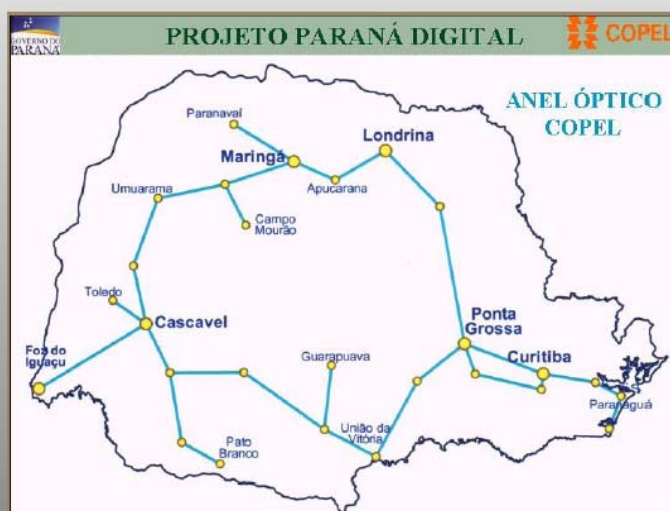 GOVERNO DO
PARANÁ
PROJETO PARANÁ DIGITAL
COPEL
ANEL ÓPTICO
COPEL
Paranavaí
Londrina
Maringá
Umuarama
Apucarana
Campo
Mourão
Toledo
Cascavel
Ponta
Grossa
Foz do
Iguaçu
Guarapuava
Curitiba
Paranaguá
União da
Vitória
Pato
Branco